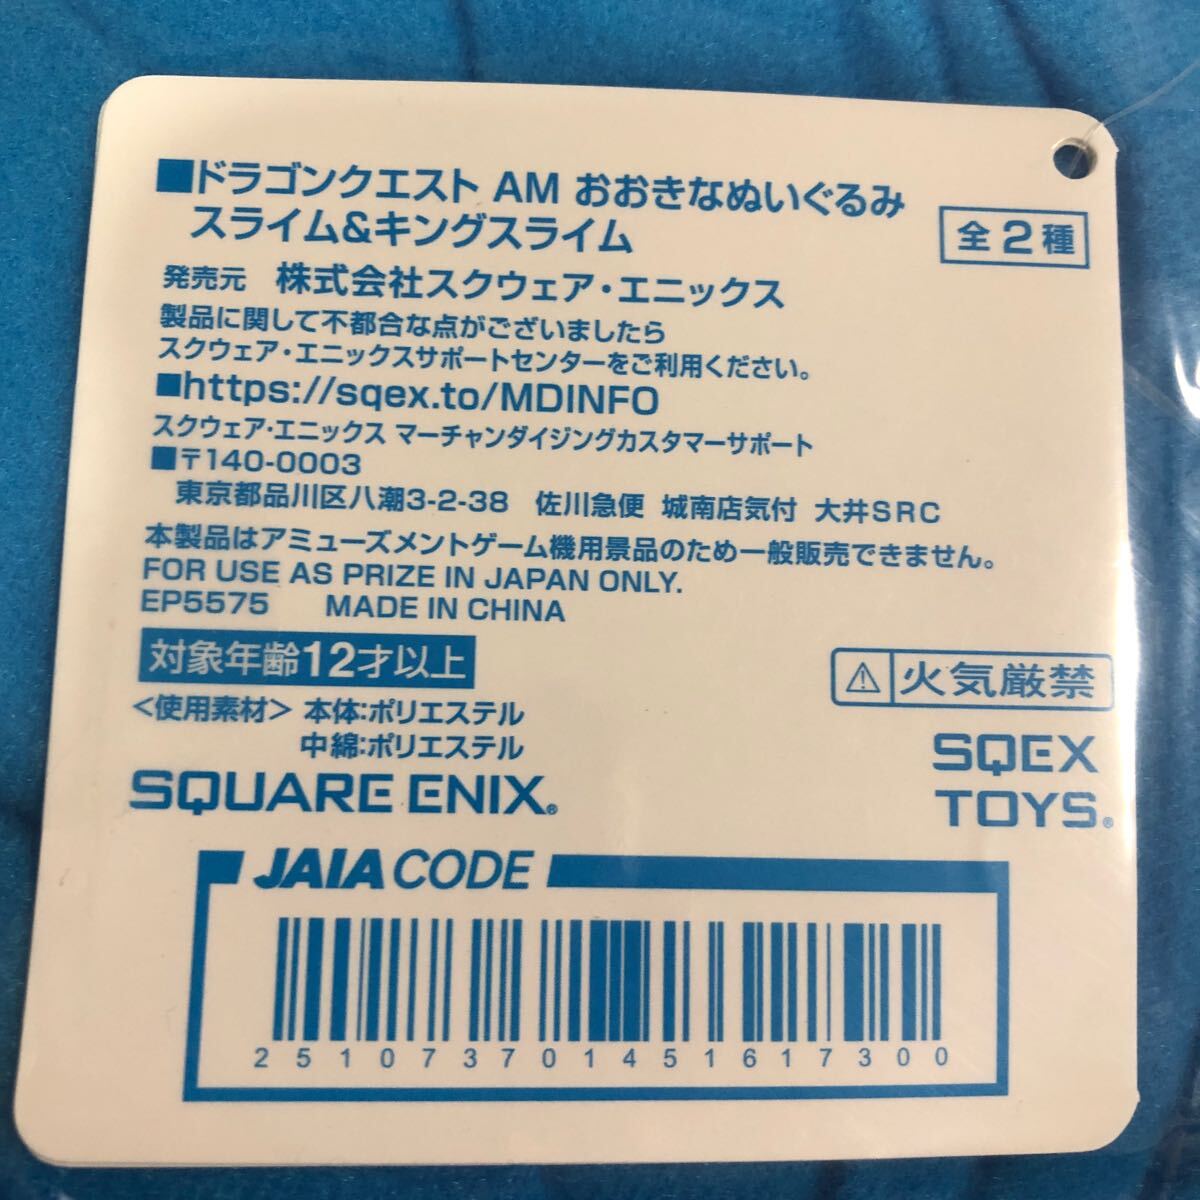 ■ドラゴンクエスト AM おおきなぬいぐるみ
スライム&キングスライム
全2種
発売元 株式会社スクウェア・エニックス
製品に関して不都合な点がございましたら
スクウェア・エニックスサポートセンターをご利用ください。
■https://sqex.to/MDINFO
スクウェア・エニックス マーチャンダイジングカスタマーサポート
■〒140-0003
東京都品川区八潮3-2-38 佐川急便 城南店気付 大井SRC
本製品はアミューズメントゲーム機用景品のため一般販売できません。
FOR USE AS PRIZE IN JAPAN ONLY.
EP5575 MADE IN CHINA
対象年齢12才以上
⚠火気厳禁
<使用素材> 本体:ポリエステル
中綿:ポリエステル
SQUARE ENIX®
SQEX
TOYS®
JAIA CODE
251073701451617300